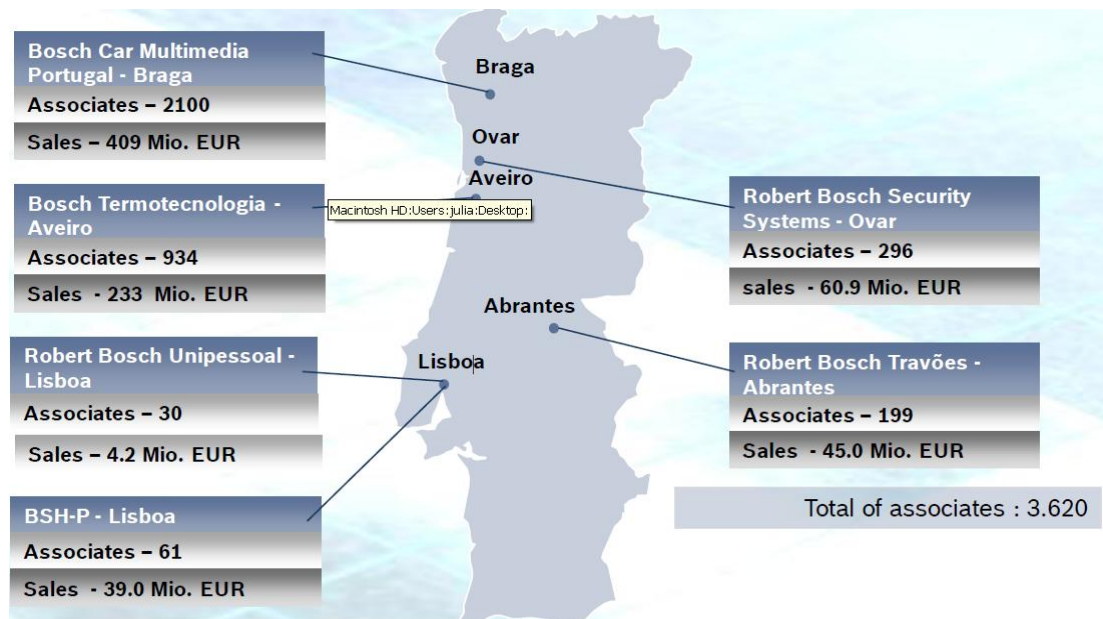 Bosch Car Multimedia
Portugal - Braga
Associates – 2100
Sales – 409 Mio. EUR
Bosch Termotecnologia -
Aveiro
Associates – 934
Sales - 233 Mio. EUR
Robert Bosch Unipessoal -
Lisboa
Associates – 30
Sales – 4.2 Mio. EUR
BSH-P - Lisboa
Associates – 61
Sales - 39.0 Mio. EUR
Braga
Ovar
Aveiro
Macintosh HD:Users:julia:Desktop:
Abrantes
Lisboa
Robert Bosch Security
Systems - Ovar
Associates – 296
sales - 60.9 Mio. EUR
Robert Bosch Travões -
Abrantes
Associates – 199
Sales - 45.0 Mio. EUR
Total of associates : 3.620